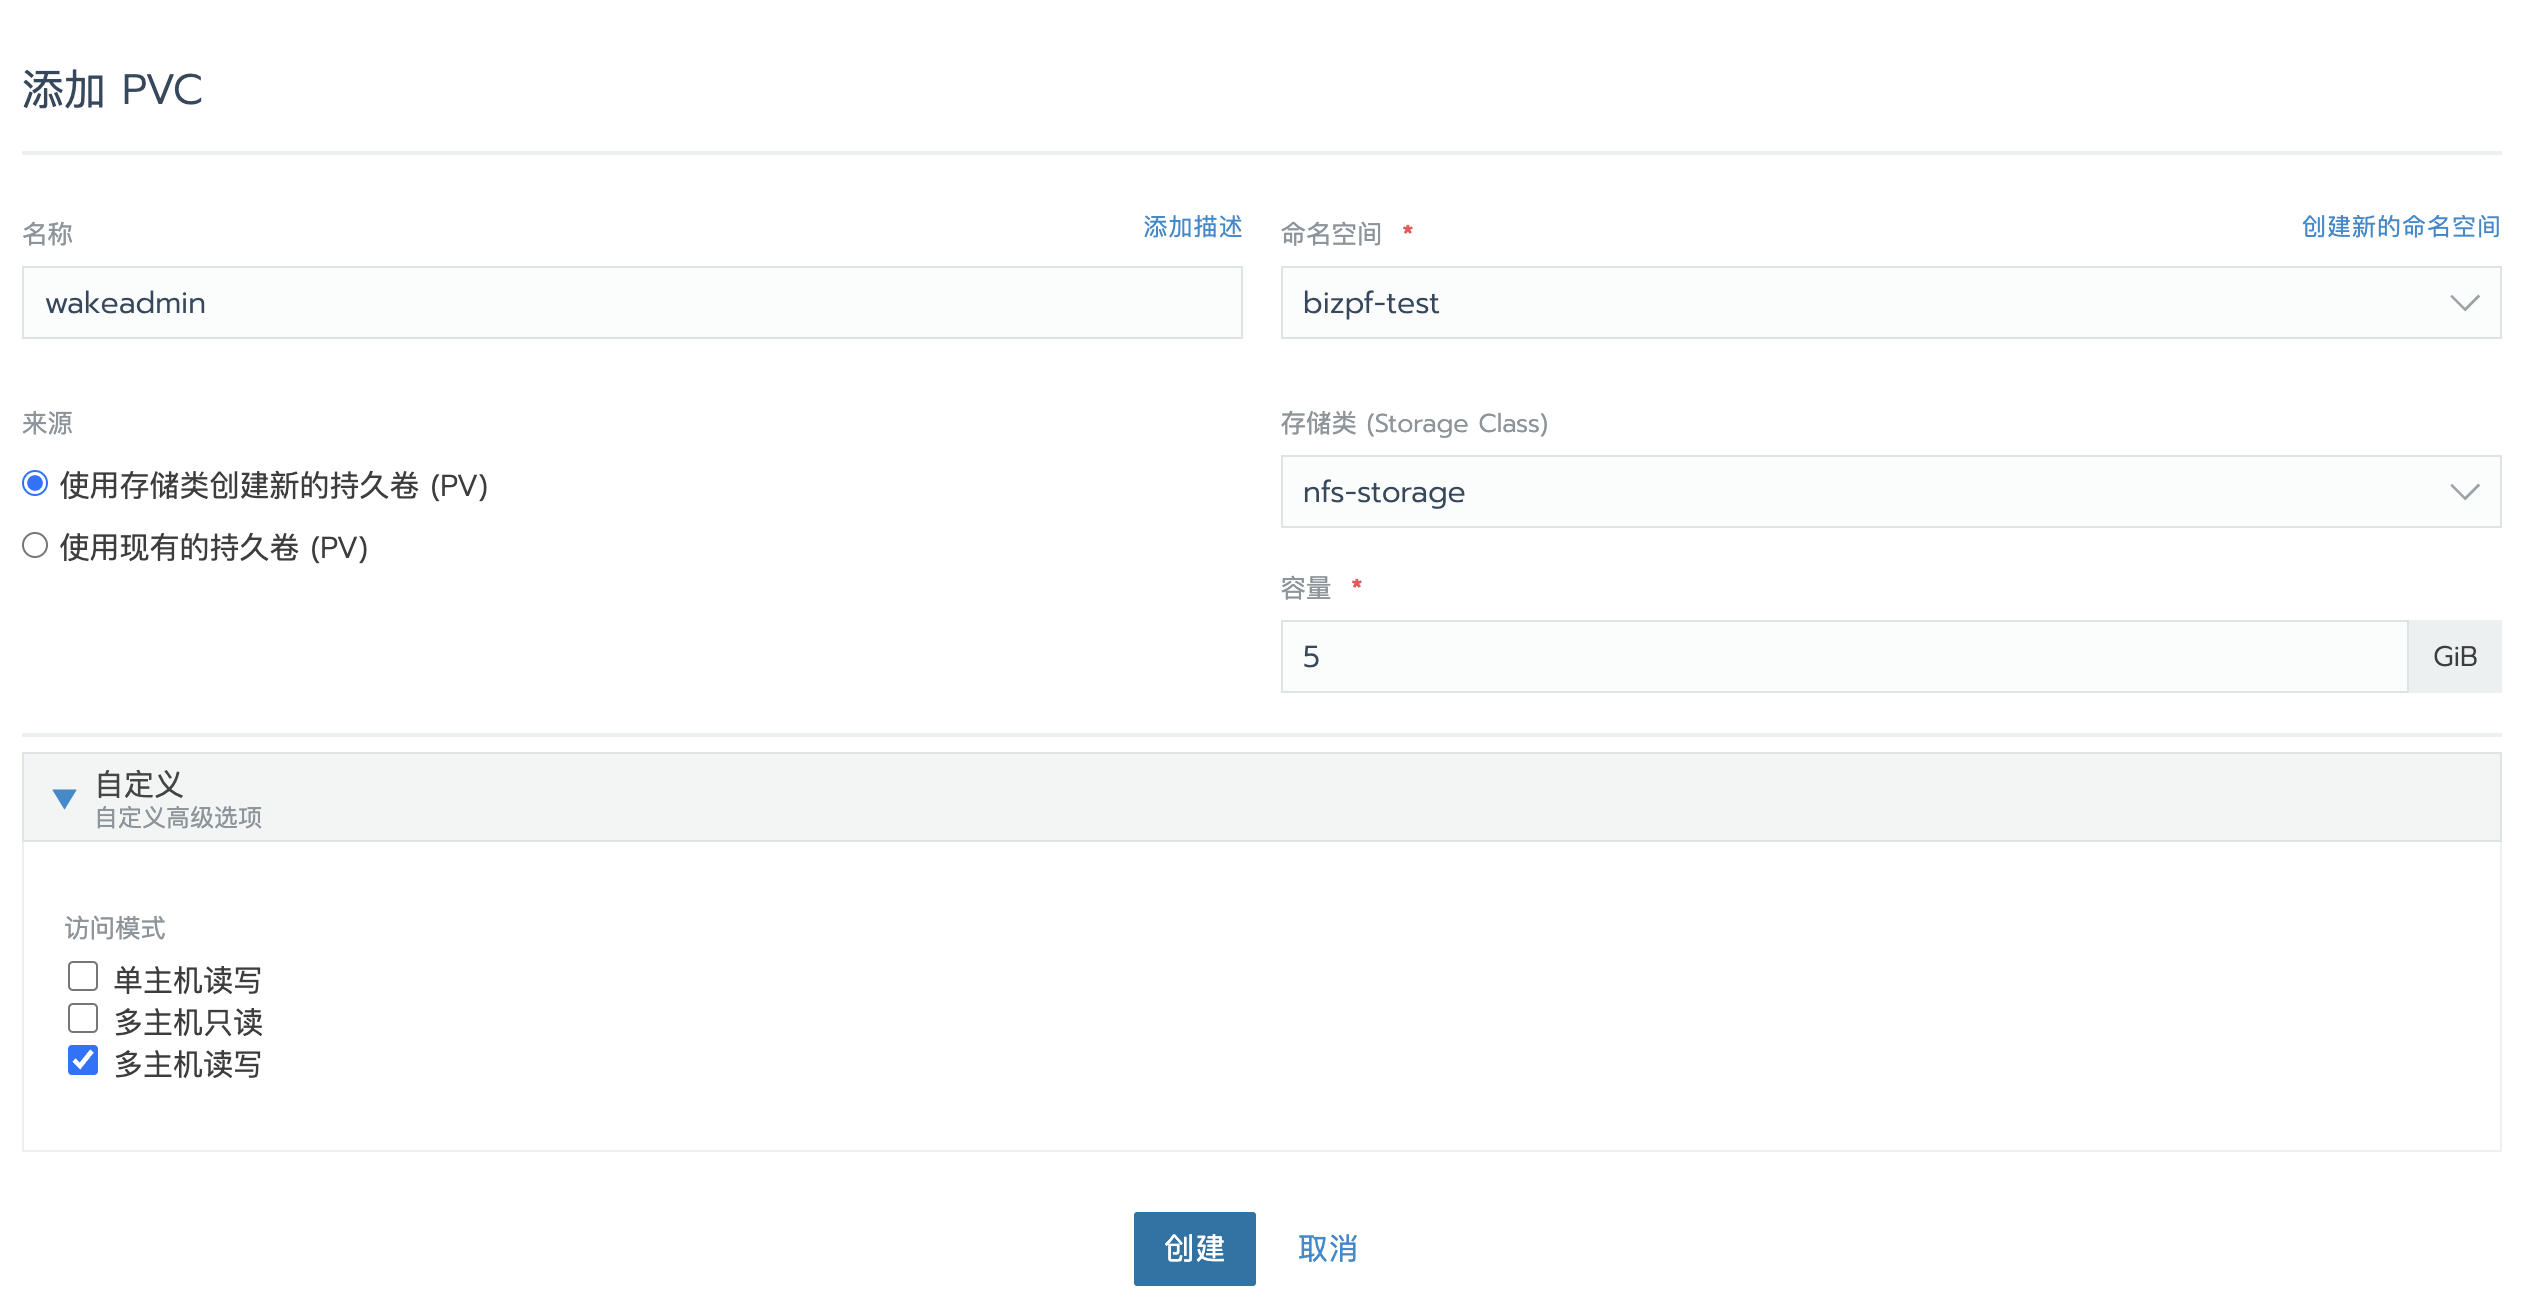 添加 PVC
名称
添加描述
wakeadmin
命名空间 *
创建新的命名空间
bizpf-test
来源
使用存储类创建新的持久卷 (PV)
使用现有的持久卷 (PV)
存储类 (Storage Class)
nfs-storage
容量 *
5
GiB
自定义
自定义高级选项
访问模式
单主机读写
多主机只读
多主机读写
创建
取消